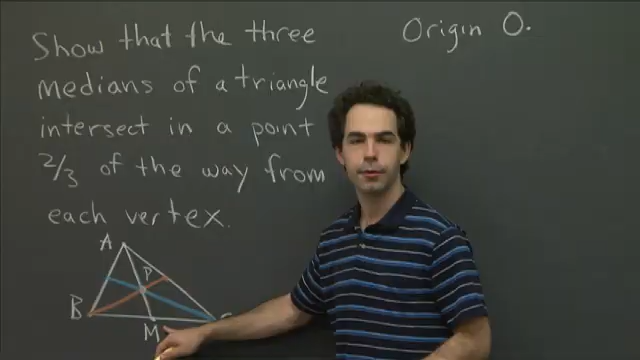 Show that the three
medians of a triangle
intersect in a point
2/3 of the way from
each vertex.
Origin O.
A
P
B
M